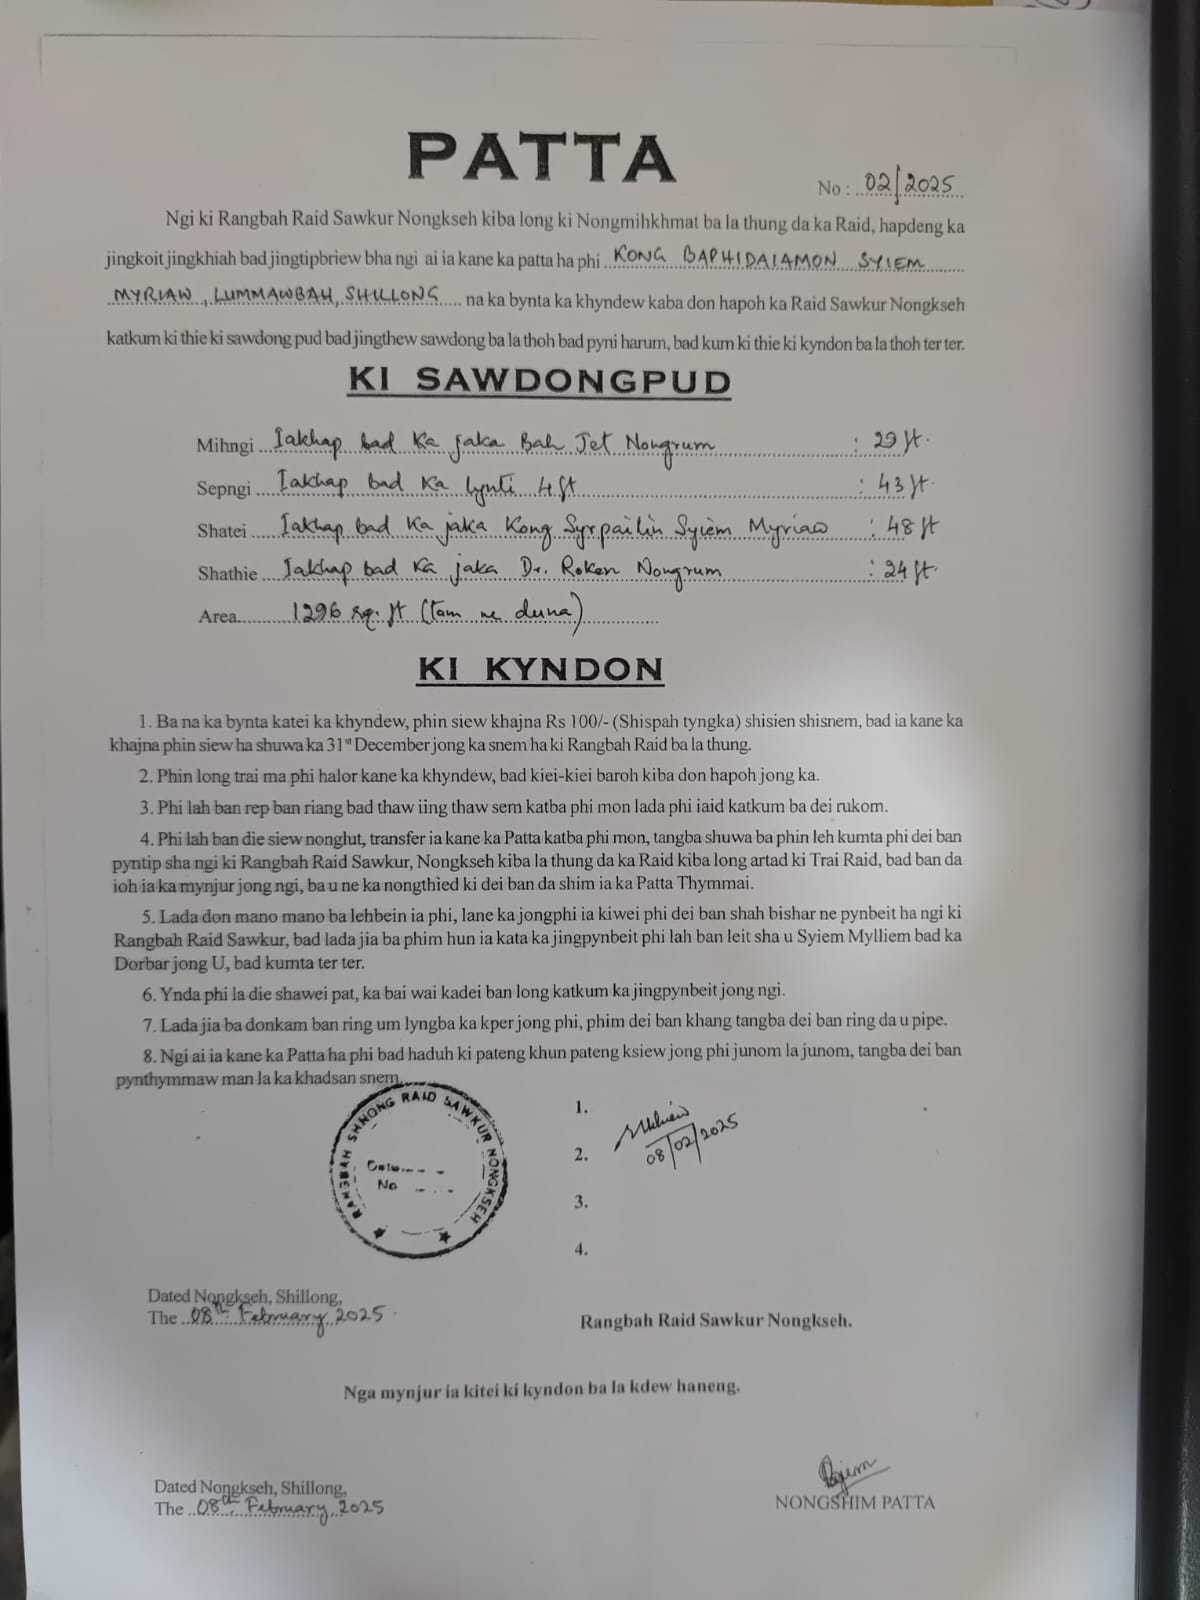 PATTA
No : 02/2025
Ngi ki Rangbah Raid Sawkur Nongkseh kiba long ki Nongmihkhmat ba la thung da ka Raid, hapdeng ka
jingkoit jingkhiah bad jingtipbriew bha ngi ai ia kane ka patta ha phi KONG BAPHIDALAMON SYIEM
MYRIAW, LUMMAWBAH, SHILLONG na ka bynta ka khyndew kaba don hapoh ka Raid Sawkur Nongkseh
katkum ki thie ki sawdong pud bad jingthew sawdong ba la thoh bad pyni harum, bad kum ki thie ki kyndon ba la thoh ter ter.
KI SAWDONGPUD
Mihngi Iakhap bad Ka jaka Bah Jet Nongrum : 29 ft.
Sepngi Iakhap bad Ka lynti 4ft : 43 ft.
Shatei Iakhap bad Ka jaka Kong Syrpailin Syiem Myriaw : 48 ft
Shathie Iakhap bad Ka jaka Dr. Roken Nongrum : 24 ft.
Area 1296 sq. ft (tam ne duna)
KI KYNDON
1. Ba na ka bynta katei ka khyndew, phin siew khajna Rs 100/- (Shispah tyngka) shisien shisnem, bad ia kane ka
khajna phin siew ha shuwa ka 31st December jong ka snem ha ki Rangbah Raid ba la thung.
2. Phin long trai ma phi halor kane ka khyndew, bad kiei-kiei baroh kiba don hapoh jong ka.
3. Phi lah ban rep ban riang bad thaw iing thaw sem katba phi mon lada phi iaid katkum ba dei rukom.
4. Phi lah ban die siew nonglut, transfer ia kane ka Patta katba phi mon, tangba shuwa ba phin leh kumta phi dei ban
pyntip sha ngi ki Rangbah Raid Sawkur, Nongkseh kiba la thung da ka Raid kiba long artad ki Trai Raid, bad ban da
ioh ia ka mynjur jong ngi, ba u ne ka nongthied ki dei ban da shim ia ka Patta Thymmai.
5. Lada don mano mano ba lehbein ia phi, lane ka jongphi ia kiwei phi dei ban shah bishar ne pynbeit ha ngi ki
Rangbah Raid Sawkur, bad lada jia ba phim hun ia kata ka jingpynbeit phi lah ban leit sha u Syiem Mylliem bad ka
Dorbar jong U, bad kumta ter ter.
6. Ynda phi la die shawei pat, ka bai wai kadei ban long katkum ka jingpynbeit jong ngi.
7. Lada jia ba donkam ban ring um lyngba ka kper jong phi, phim dei ban khang tangba dei ban ring da u pipe.
8. Ngi ai ia kane ka Patta ha phi bad haduh ki pateng khun pateng ksiew jong phi junom la junom, tangba dei ban
pynthymmaw man la ka khadsan snem.
RANGBAH SHNONG RAID SAWKUR NONGKSEH
Date
No
1.
2.
08/02/2025
3.
4.
Dated Nongkseh, Shillong,
The 08th February, 2025.
Rangbah Raid Sawkur Nongkseh.
Nga mynjur ia kitei ki kyndon ba la kdew haneng.
Dated Nongkseh, Shillong,
The 08th February, 2025
NONGSHIM PATTA